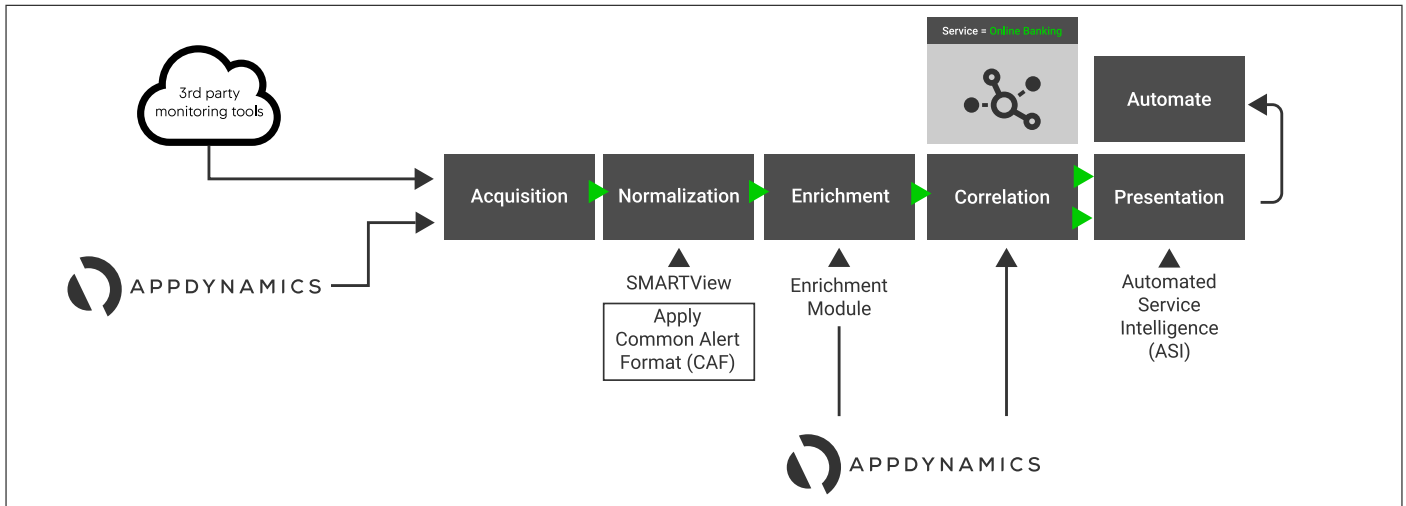 Service = Online Banking
3rd party
monitoring tools
Automate
Acquisition
Normalization
Enrichment
Correlation
Presentation
APPDYNAMICS
SMARTView
Apply
Common Alert
Format (CAF)
Enrichment
Module
Automated
Service
Intelligence
(ASI)
APPDYNAMICS